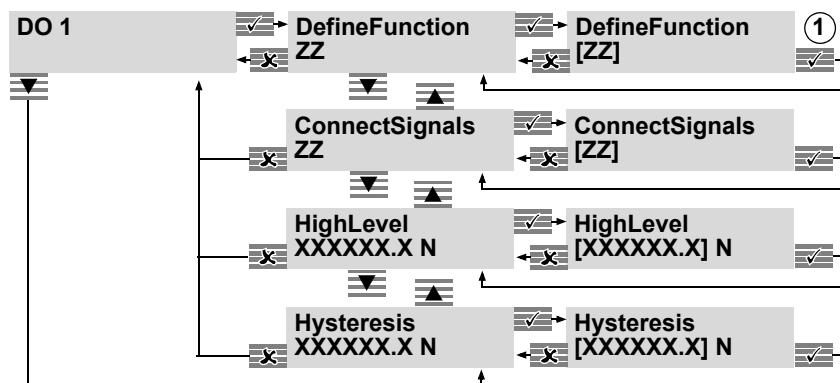 DO 1
DefineFunction
ZZ
DefineFunction
[ZZ]
1
ConnectSignals
ZZ
ConnectSignals
[ZZ]
HighLevel
XXXXXX.X N
HighLevel
[XXXXXX.X] N
Hysteresis
XXXXXX.X N
Hysteresis
[XXXXXX.X] N